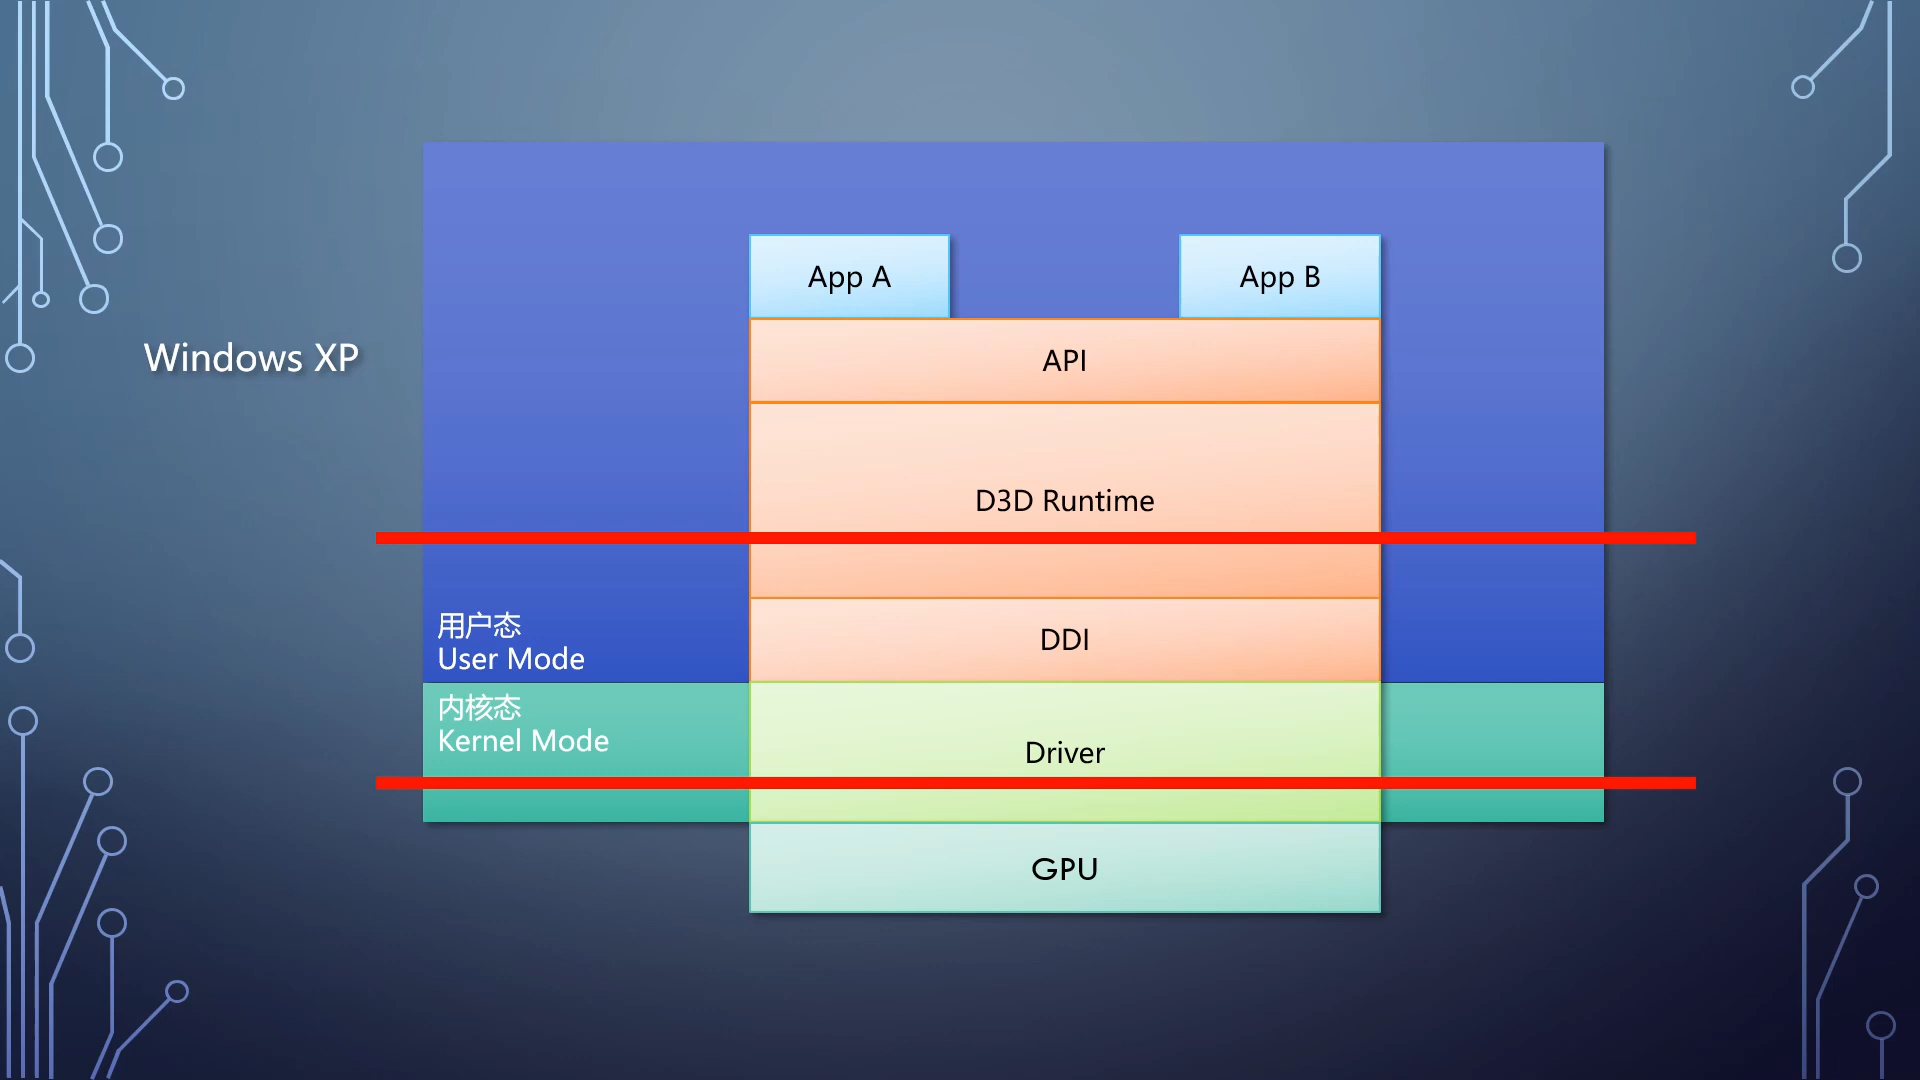 Windows XP
App A
App B
API
D3D Runtime
DDI
用户态
User Mode
内核态
Kernel Mode
Driver
GPU